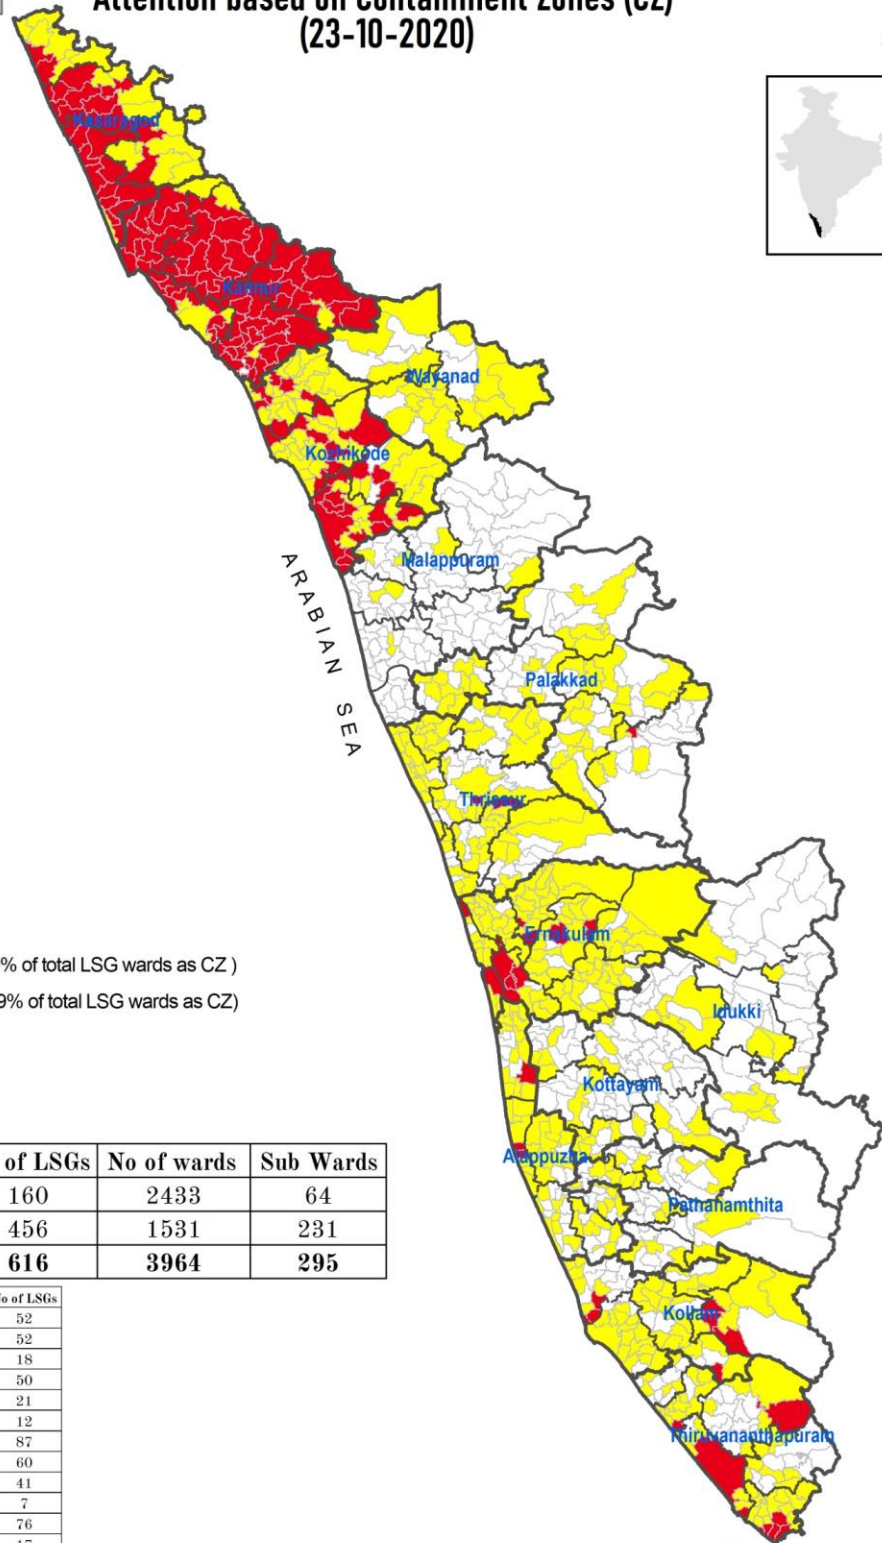 Attention based on Containment Zones (CZ)
(23-10-2020)
Kasaragod
Kannur
Wayanad
Kozhikode
Malappuram
ARABIAN SEA
Palakkad
Thrissur
Ernakulam
% of total LSG wards as CZ )
9% of total LSG wards as CZ)
Idukki
Kottayam
Alappuzha
Pathanamthita
Kollam
Thiruvananthapuram
of LSGs No of wards Sub Wards
160 2433 64
456 1531 231
616 3964 295
No of LSGs
52
52
18
50
21
12
87
60
41
7
76
17